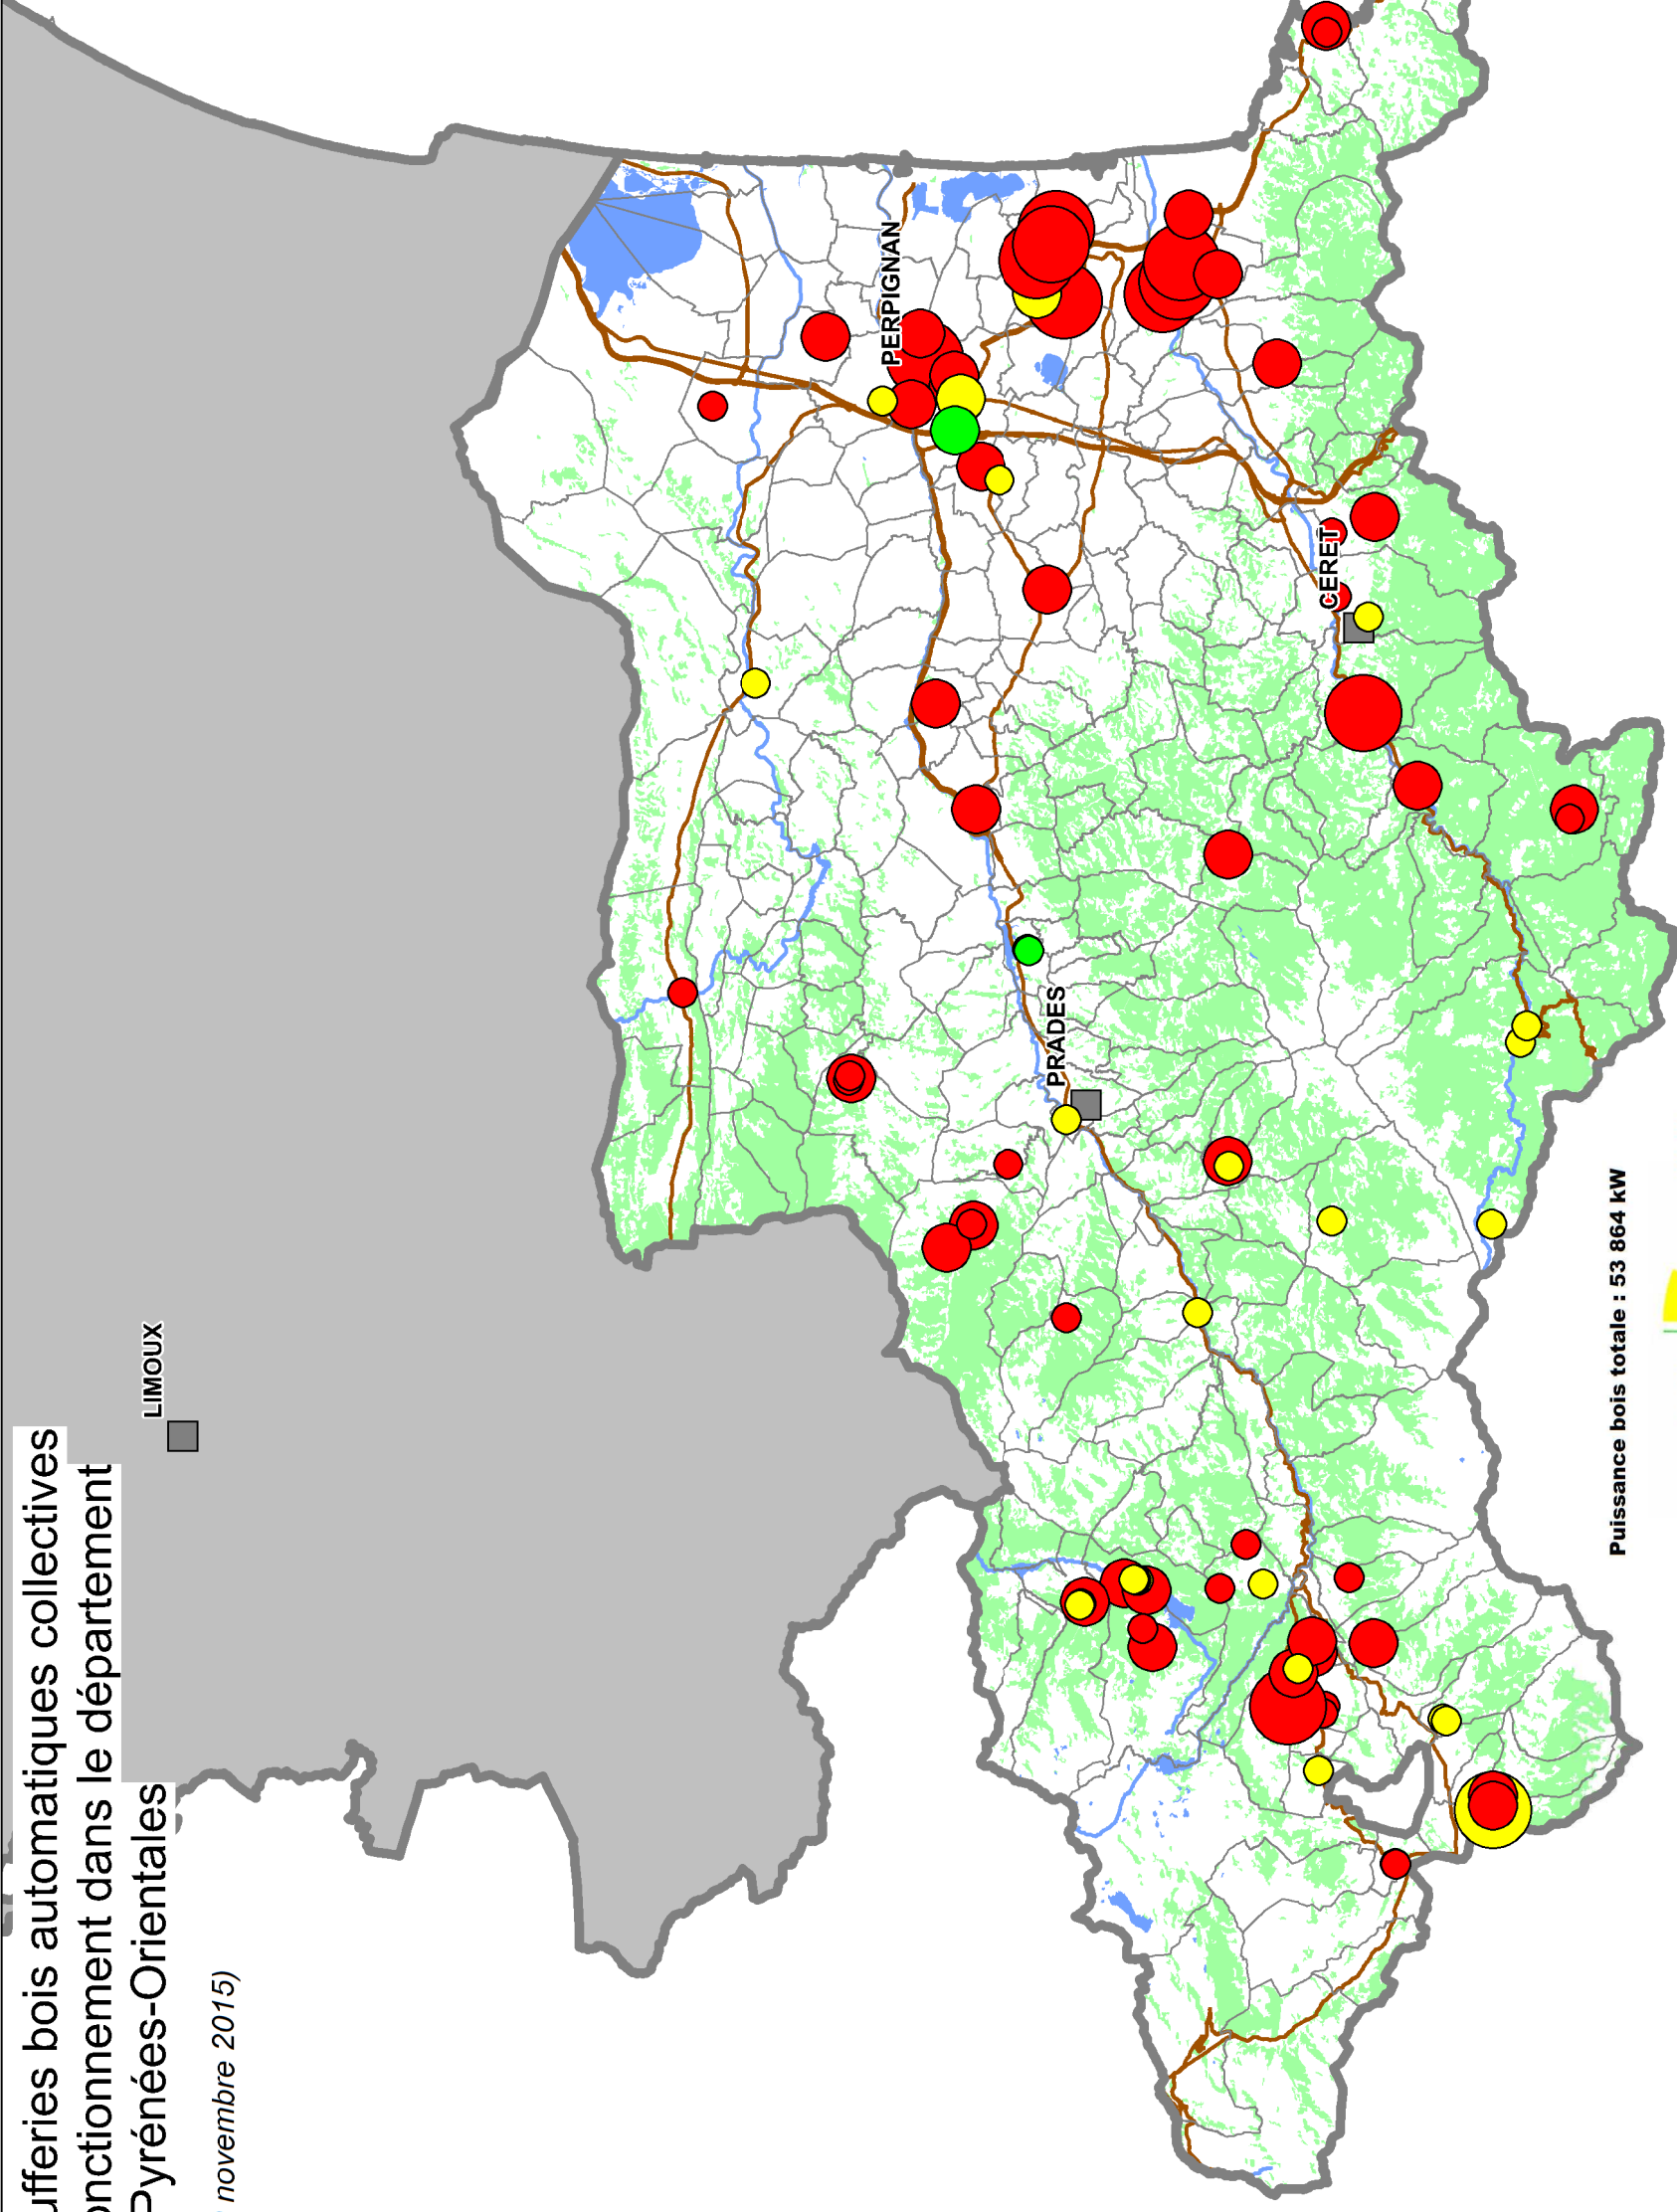 ufferies bois automatiques collectives
onctionnement dans le département
Pyrénées-Orientales
novembre 2015)
LIMOUX
PERPIGNAN
CERET
PRADES
Puissance bois totale : 53 864 kW